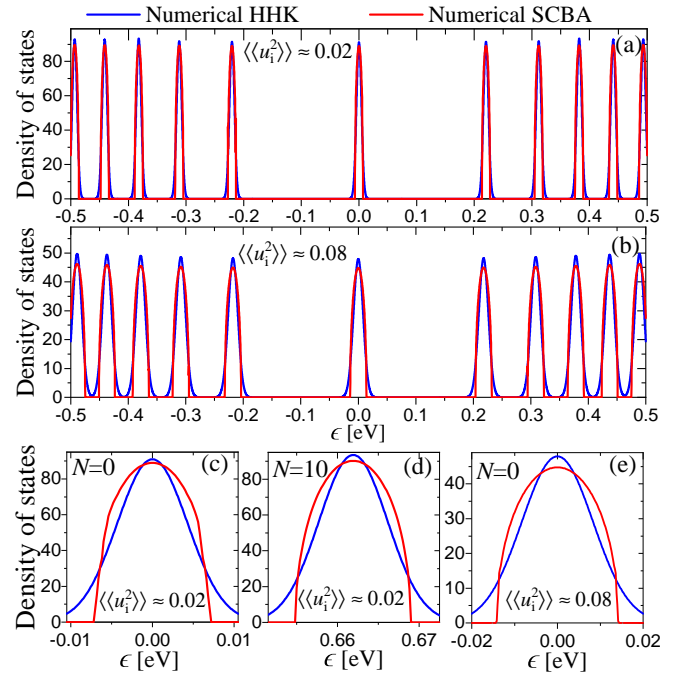 Numerical HHK Numerical SCBA
(a)
⟨⟨u_i^2⟩⟩ ≈ 0.02
Density of states
80
60
40
20
0
-0.5 -0.4 -0.3 -0.2 -0.1 0.0 0.1 0.2 0.3 0.4 0.5
(b)
⟨⟨u_i^2⟩⟩ ≈ 0.08
Density of states
50
40
30
20
10
0
-0.5 -0.4 -0.3 -0.2 -0.1 0.0 0.1 0.2 0.3 0.4 0.5
ϵ [eV]
Density of states
N=0 (c)
80
60
40
20
0
⟨⟨u_i^2⟩⟩ ≈ 0.02
-0.01 0.00 0.01
ϵ [eV]
N=10 (d)
80
60
40
20
0
⟨⟨u_i^2⟩⟩ ≈ 0.02
0.66 0.67
ϵ [eV]
N=0 (e)
40
30
20
10
0
⟨⟨u_i^2⟩⟩ ≈ 0.08
-0.02 0.00 0.02
ϵ [eV]